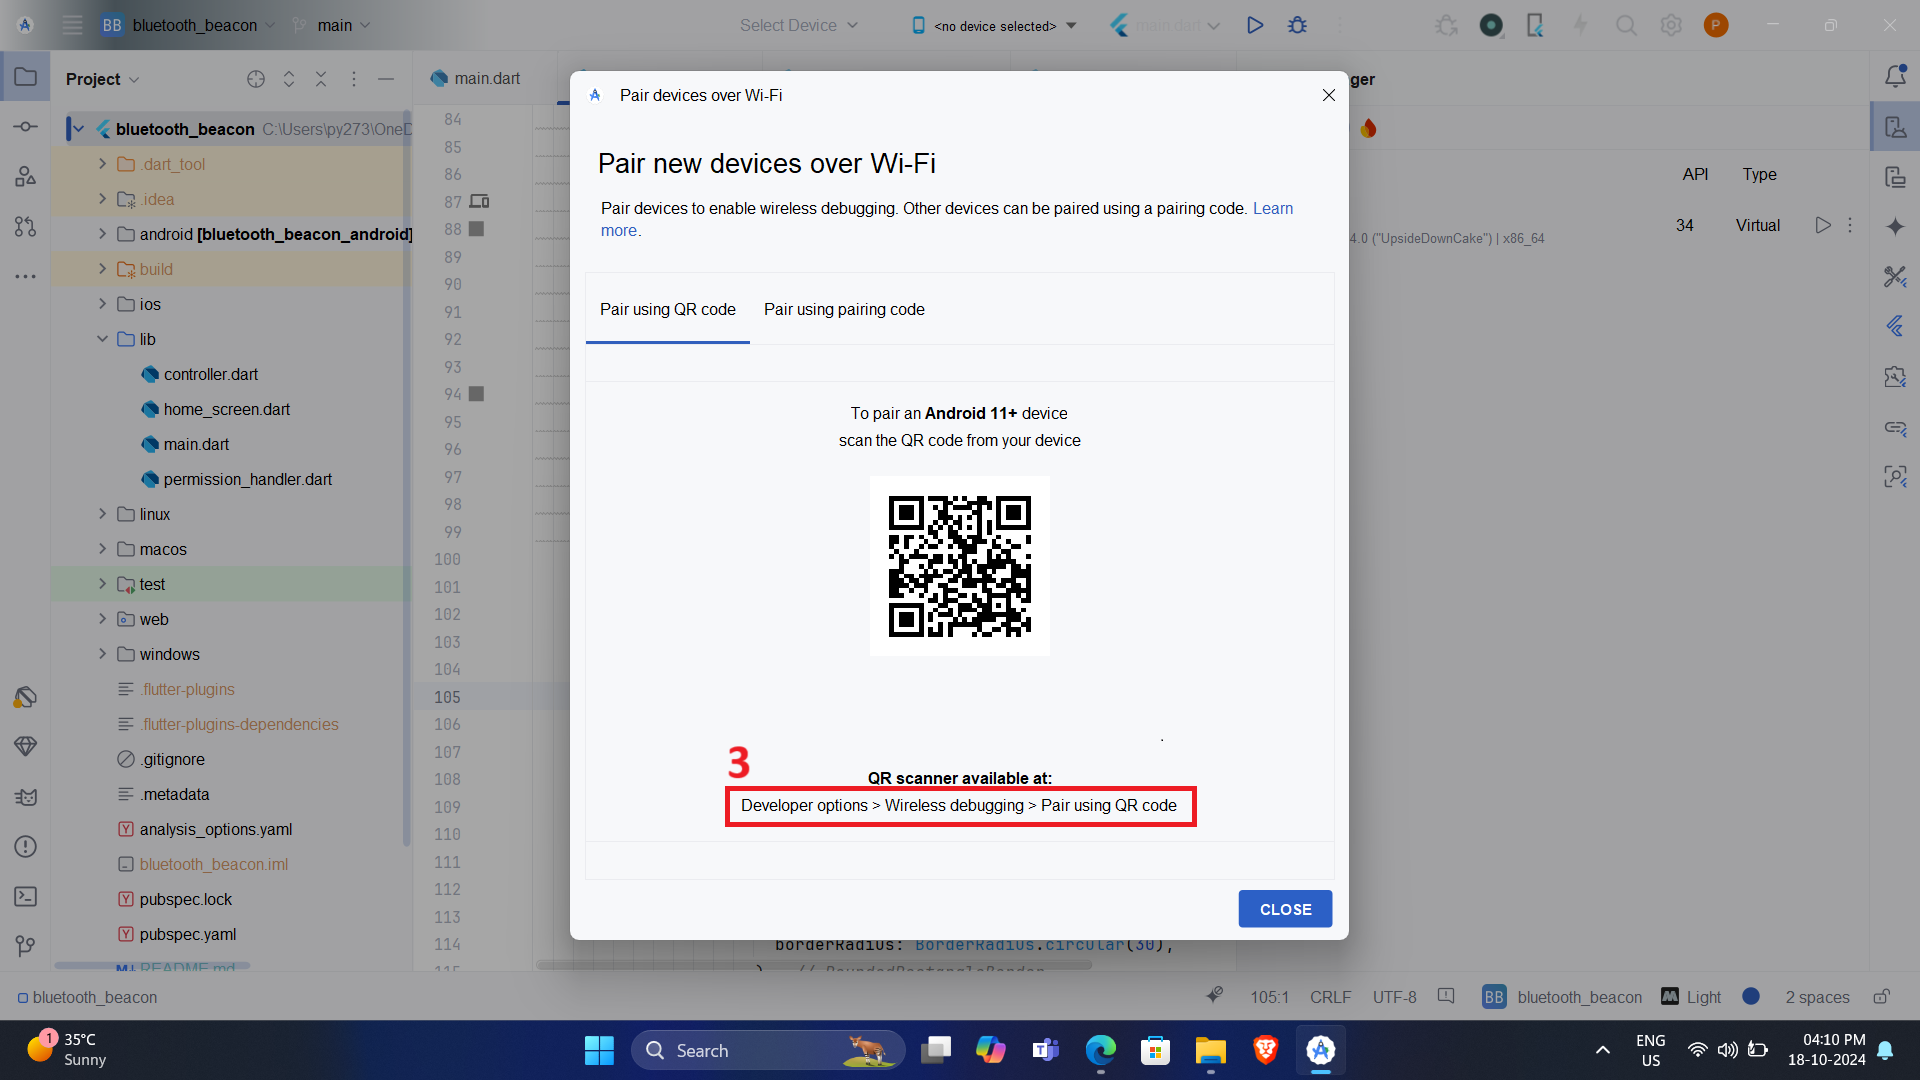 BB bluetooth_beacon main
Select Device
<no device selected>
main.dart
P
Project
main.dart
bluetooth_beacon C:\Users\py273\OneD
.dart_tool
.idea
android [bluetooth_beacon_android]
build
ios
lib
controller.dart
home_screen.dart
main.dart
permission_handler.dart
linux
macos
test
web
windows
.flutter-plugins
.flutter-plugins-dependencies
.gitignore
.metadata
analysis_options.yaml
bluetooth_beacon.iml
pubspec.lock
pubspec.yaml
README.md
84
85
86
87
88
89
90
91
92
93
94
95
96
97
98
99
100
101
102
103
104
105
106
107
108
109
110
111
112
113
114
115
Pair devices over Wi-Fi
Pair new devices over Wi-Fi
Pair devices to enable wireless debugging. Other devices can be paired using a pairing code. Learn
more.
Pair using QR code Pair using pairing code
To pair an Android 11+ device
scan the QR code from your device
3
QR scanner available at:
Developer options > Wireless debugging > Pair using QR code
CLOSE
borderRadius: BorderRadius.circular(30),
) // RoundedRectangleBorder
ger
API Type
34 Virtual
4.0 ("UpsideDownCake") | x86_64
bluetooth_beacon
105:1 CRLF UTF-8 BB bluetooth_beacon Light 2 spaces
1
35°C
Sunny
Search
ENG
US
04:10 PM
18-10-2024